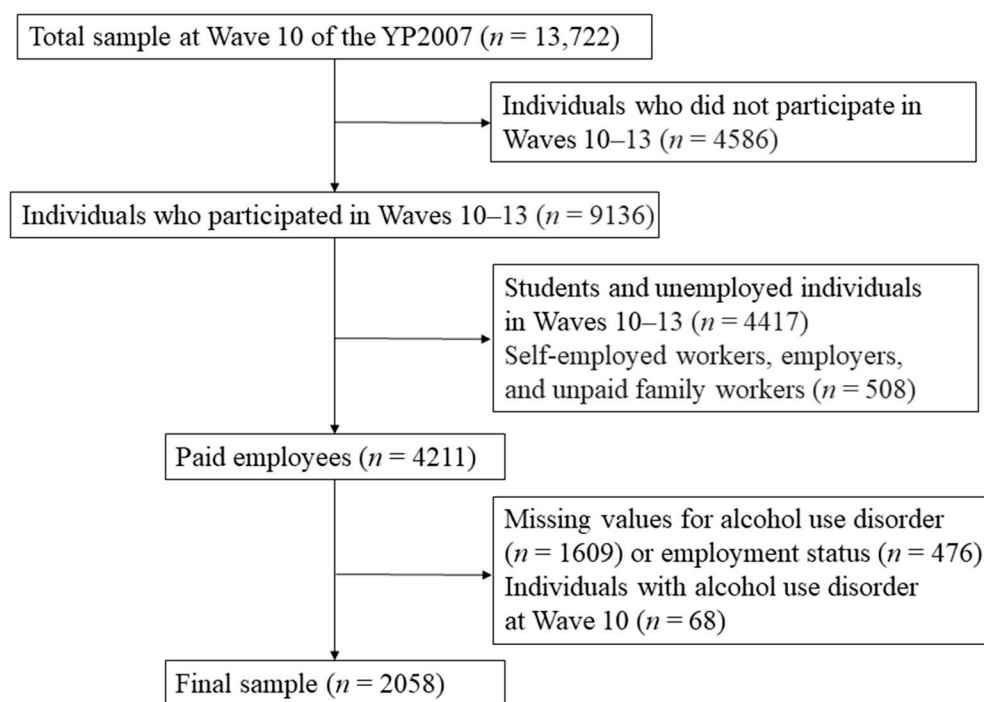 Total sample at Wave 10 of the YP2007 (n = 13,722)
Individuals who did not participate in
Waves 10–13 (n = 4586)
Individuals who participated in Waves 10–13 (n = 9136)
Students and unemployed individuals
in Waves 10–13 (n = 4417)
Self-employed workers, employers,
and unpaid family workers (n = 508)
Paid employees (n = 4211)
Missing values for alcohol use disorder
(n = 1609) or employment status (n = 476)
Individuals with alcohol use disorder
at Wave 10 (n = 68)
Final sample (n = 2058)